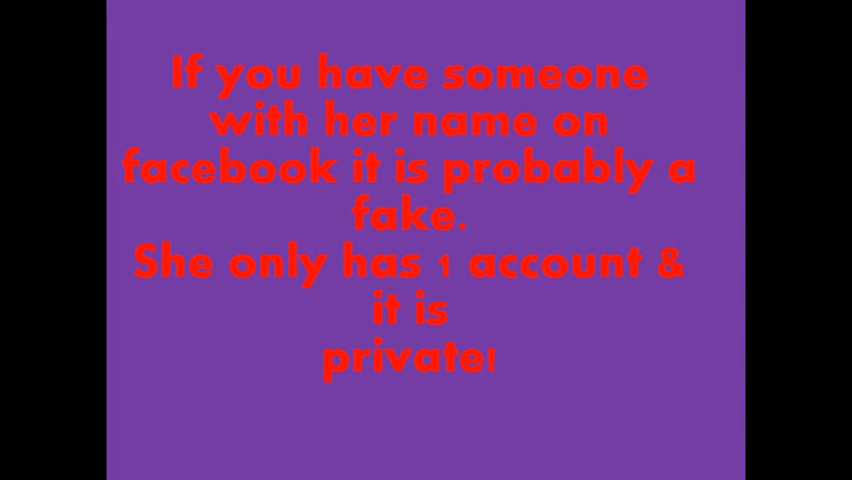 If you have someone
with her name on
facebook it is probably a
fake.
She only has 1 account &
it is
private!